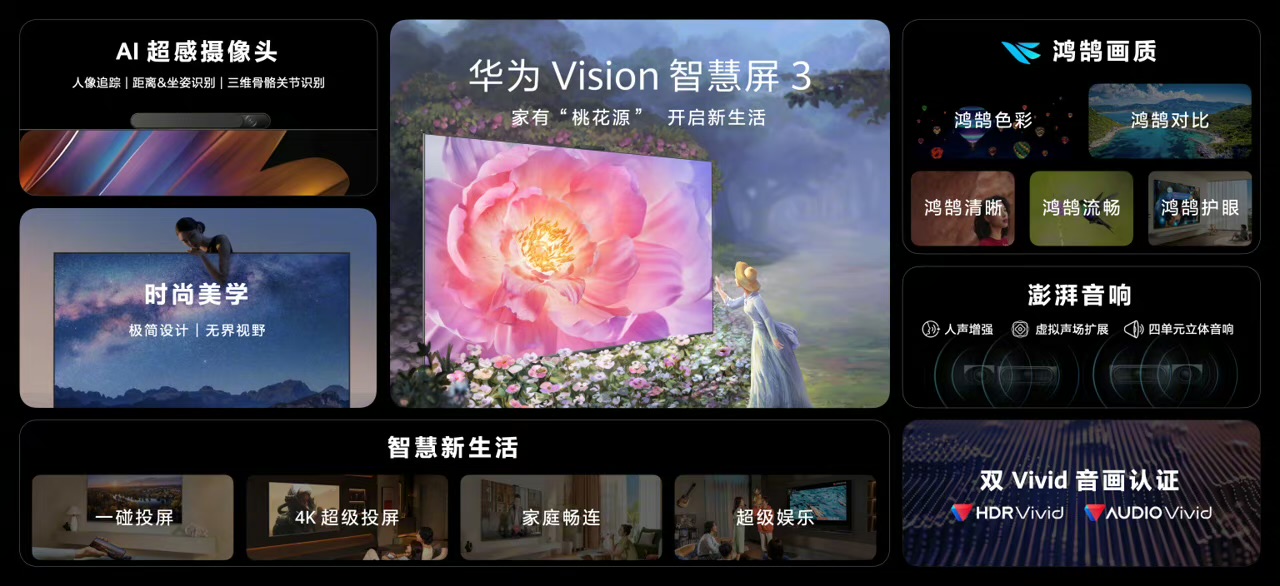 AI 超感摄像头
人像追踪 | 距离&坐姿识别 | 三维骨骼关节识别
时尚美学
极简设计 | 无界视野
华为 Vision 智慧屏 3
家有“桃花源” 开启新生活
鸿鹄画质
鸿鹄色彩
鸿鹄对比
鸿鹄清晰
鸿鹄流畅
鸿鹄护眼
澎湃音响
人声增强
虚拟声场扩展
四单元立体音响
智慧新生活
一碰投屏
4K 超级投屏
家庭畅连
超级娱乐
双 Vivid 音画认证
HDR Vivid
AUDIO Vivid